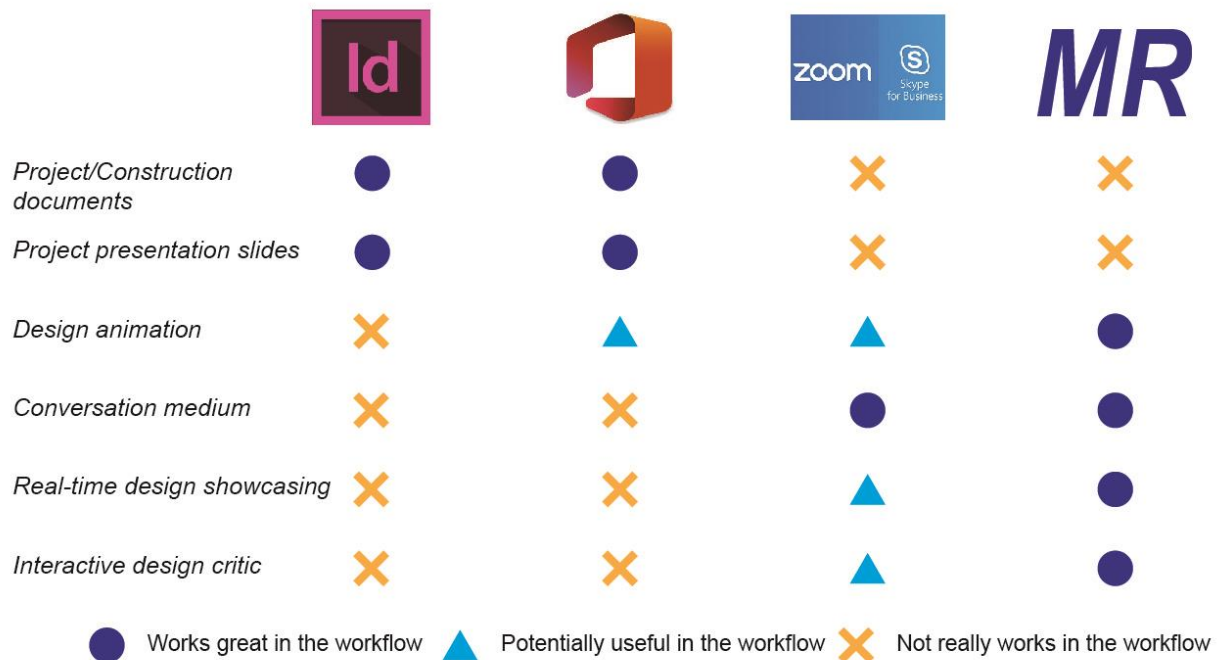 Id
zoom
S
Skype
for Business
MR
Project/Construction
documents
Project presentation slides
Design animation
Conversation medium
Real-time design showcasing
Interactive design critic
Works great in the workflow
Potentially useful in the workflow
Not really works in the workflow